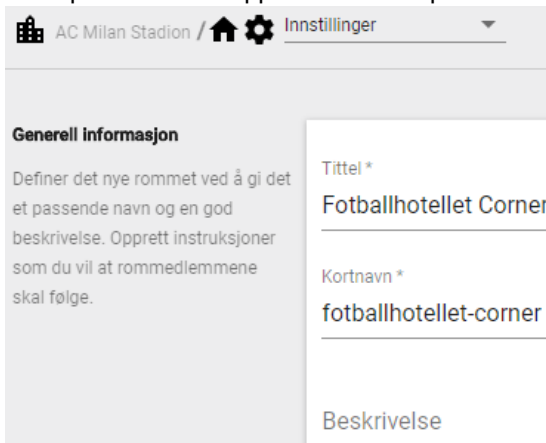 AC Milan Stadion / Innstillinger
Generell informasjon
Definer det nye rommet ved å gi det
et passende navn og en god
beskrivelse. Opprett instruksjoner
som du vil at rommedlemmene
skal følge.
Tittel *
Fotballhotellet Corner
Kortnavn *
fotballhotellet-corner
Beskrivelse